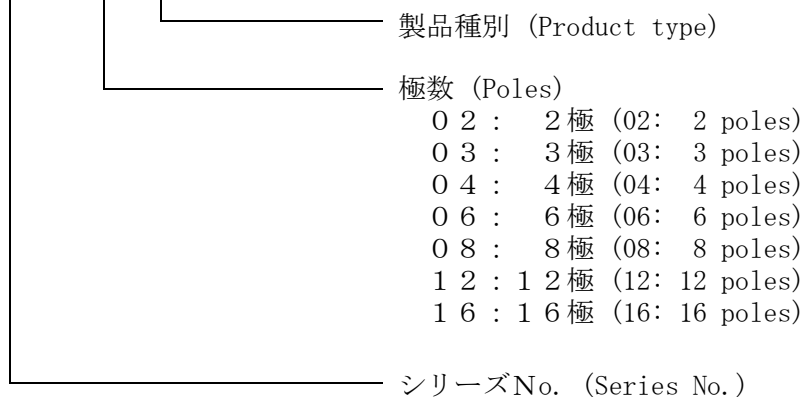 製品種別 (Product type)
極数 (Poles)
０２： ２極 (02: 2 poles)
０３： ３極 (03: 3 poles)
０４： ４極 (04: 4 poles)
０６： ６極 (06: 6 poles)
０８： ８極 (08: 8 poles)
１２：１２極 (12: 12 poles)
１６：１６極 (16: 16 poles)
シリーズＮo. (Series No.)